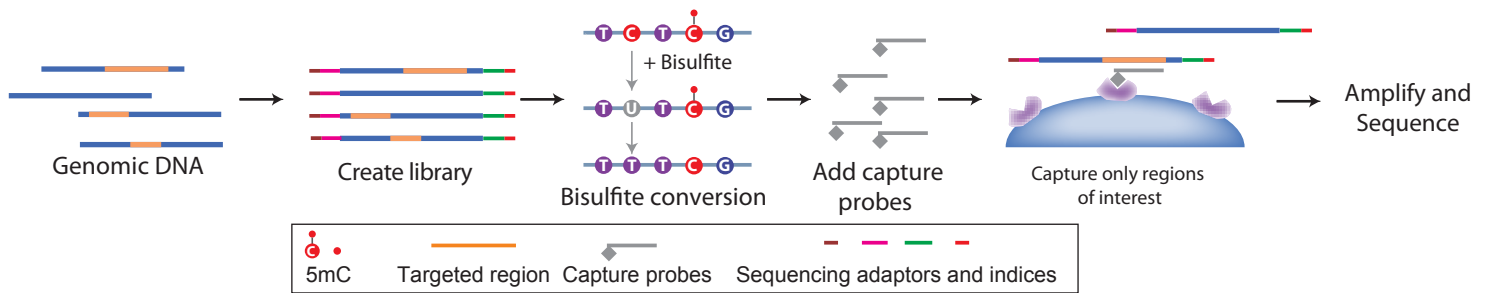 T C T C G
+ Bisulfite
T U T C G
T T T C G
Genomic DNA
Create library
Bisulfite conversion
Add capture
probes
Capture only regions
of interest
Amplify and
Sequence
C
5mC
Targeted region
Capture probes
Sequencing adaptors and indices